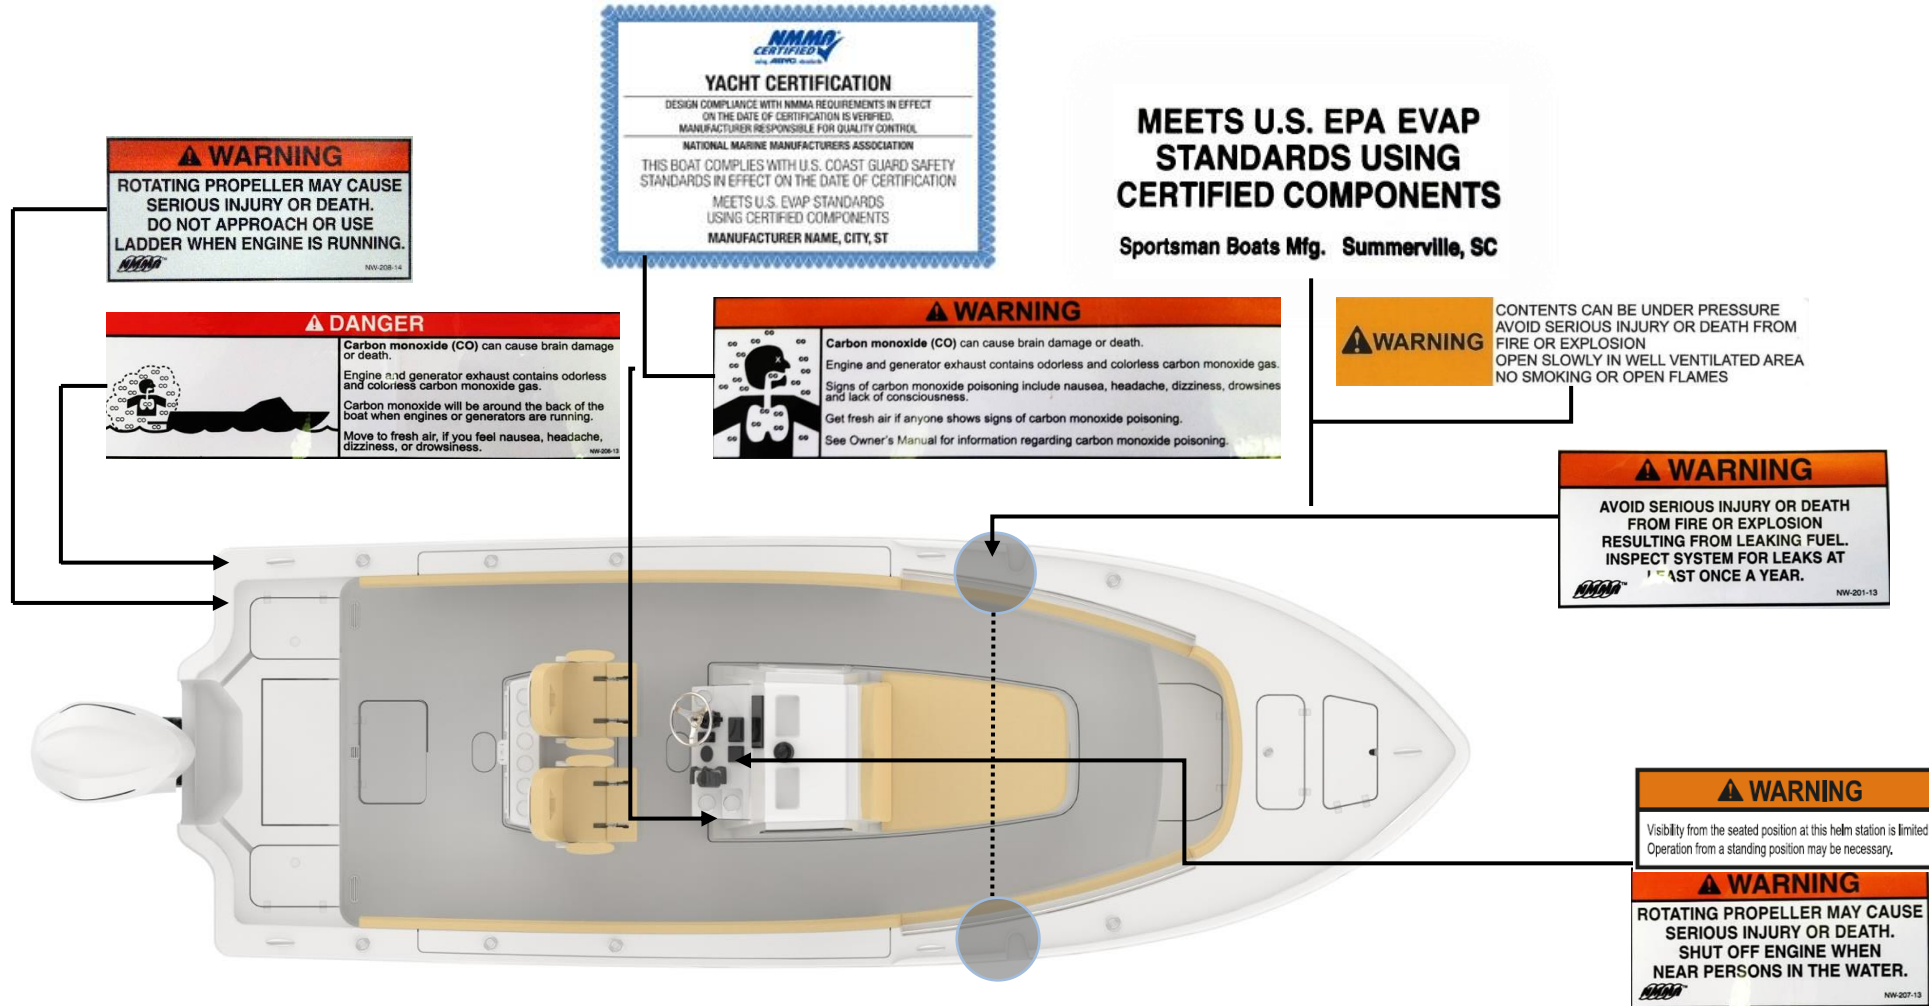 NMMA
CERTIFIED
using ABYC standards
YACHT CERTIFICATION
DESIGN COMPLIANCE WITH NMMA REQUIREMENTS IN EFFECT
ON THE DATE OF CERTIFICATION IS VERIFIED.
MANUFACTURER RESPONSIBLE FOR QUALITY CONTROL
NATIONAL MARINE MANUFACTURERS ASSOCIATION
THIS BOAT COMPLIES WITH U.S. COAST GUARD SAFETY
STANDARDS IN EFFECT ON THE DATE OF CERTIFICATION
MEETS U.S. EVAP STANDARDS
USING CERTIFIED COMPONENTS
MANUFACTURER NAME, CITY, ST
MEETS U.S. EPA EVAP
STANDARDS USING
CERTIFIED COMPONENTS
Sportsman Boats Mfg. Summerville, SC
WARNING
ROTATING PROPELLER MAY CAUSE
SERIOUS INJURY OR DEATH.
DO NOT APPROACH OR USE
LADDER WHEN ENGINE IS RUNNING.
NMMA™
NW-208-14
DANGER
Carbon monoxide (CO) can cause brain damage
or death.
Engine and generator exhaust contains odorless
and colorless carbon monoxide gas.
Carbon monoxide will be around the back of the
boat when engines or generators are running.
Move to fresh air, if you feel nausea, headache,
dizziness, or drowsiness.
NW-206-13
WARNING
Carbon monoxide (CO) can cause brain damage or death.
Engine and generator exhaust contains odorless and colorless carbon monoxide gas.
Signs of carbon monoxide poisoning include nausea, headache, dizziness, drowsines
and lack of consciousness.
Get fresh air if anyone shows signs of carbon monoxide poisoning.
See Owner's Manual for information regarding carbon monoxide poisoning.
WARNING
CONTENTS CAN BE UNDER PRESSURE
AVOID SERIOUS INJURY OR DEATH FROM
FIRE OR EXPLOSION
OPEN SLOWLY IN WELL VENTILATED AREA
NO SMOKING OR OPEN FLAMES
WARNING
AVOID SERIOUS INJURY OR DEATH
FROM FIRE OR EXPLOSION
RESULTING FROM LEAKING FUEL.
INSPECT SYSTEM FOR LEAKS AT
LEAST ONCE A YEAR.
NMMA™
NW-201-13
WARNING
Visibility from the seated position at this helm station is limited
Operation from a standing position may be necessary.
WARNING
ROTATING PROPELLER MAY CAUSE
SERIOUS INJURY OR DEATH.
SHUT OFF ENGINE WHEN
NEAR PERSONS IN THE WATER.
NMMA™
NW-207-13